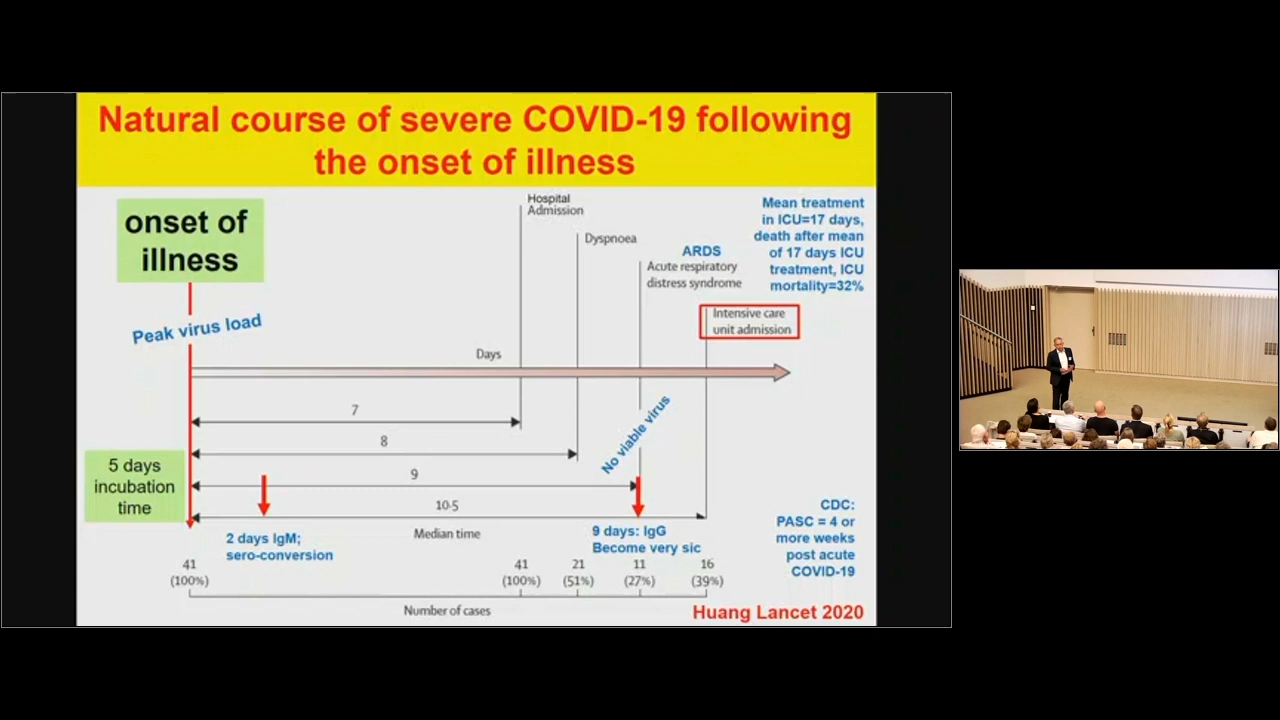 Natural course of severe COVID-19 following
the onset of illness
onset of
illness
Peak virus load
5 days
incubation
time
Hospital
Admission
Dyspnoea
ARDS
Acute respiratory
distress syndrome
Intensive care
unit admission
Mean treatment
in ICU=17 days,
death after mean
of 17 days ICU
treatment, ICU
mortality=32%
Days
7
8
9
10·5
No viable virus
Median time
2 days IgM;
sero-conversion
9 days: IgG
Become very sic
CDC:
PASC = 4 or
more weeks
post acute
COVID-19
41 41 21 11 16
(100%) (100%) (51%) (27%) (39%)
Number of cases
Huang Lancet 2020